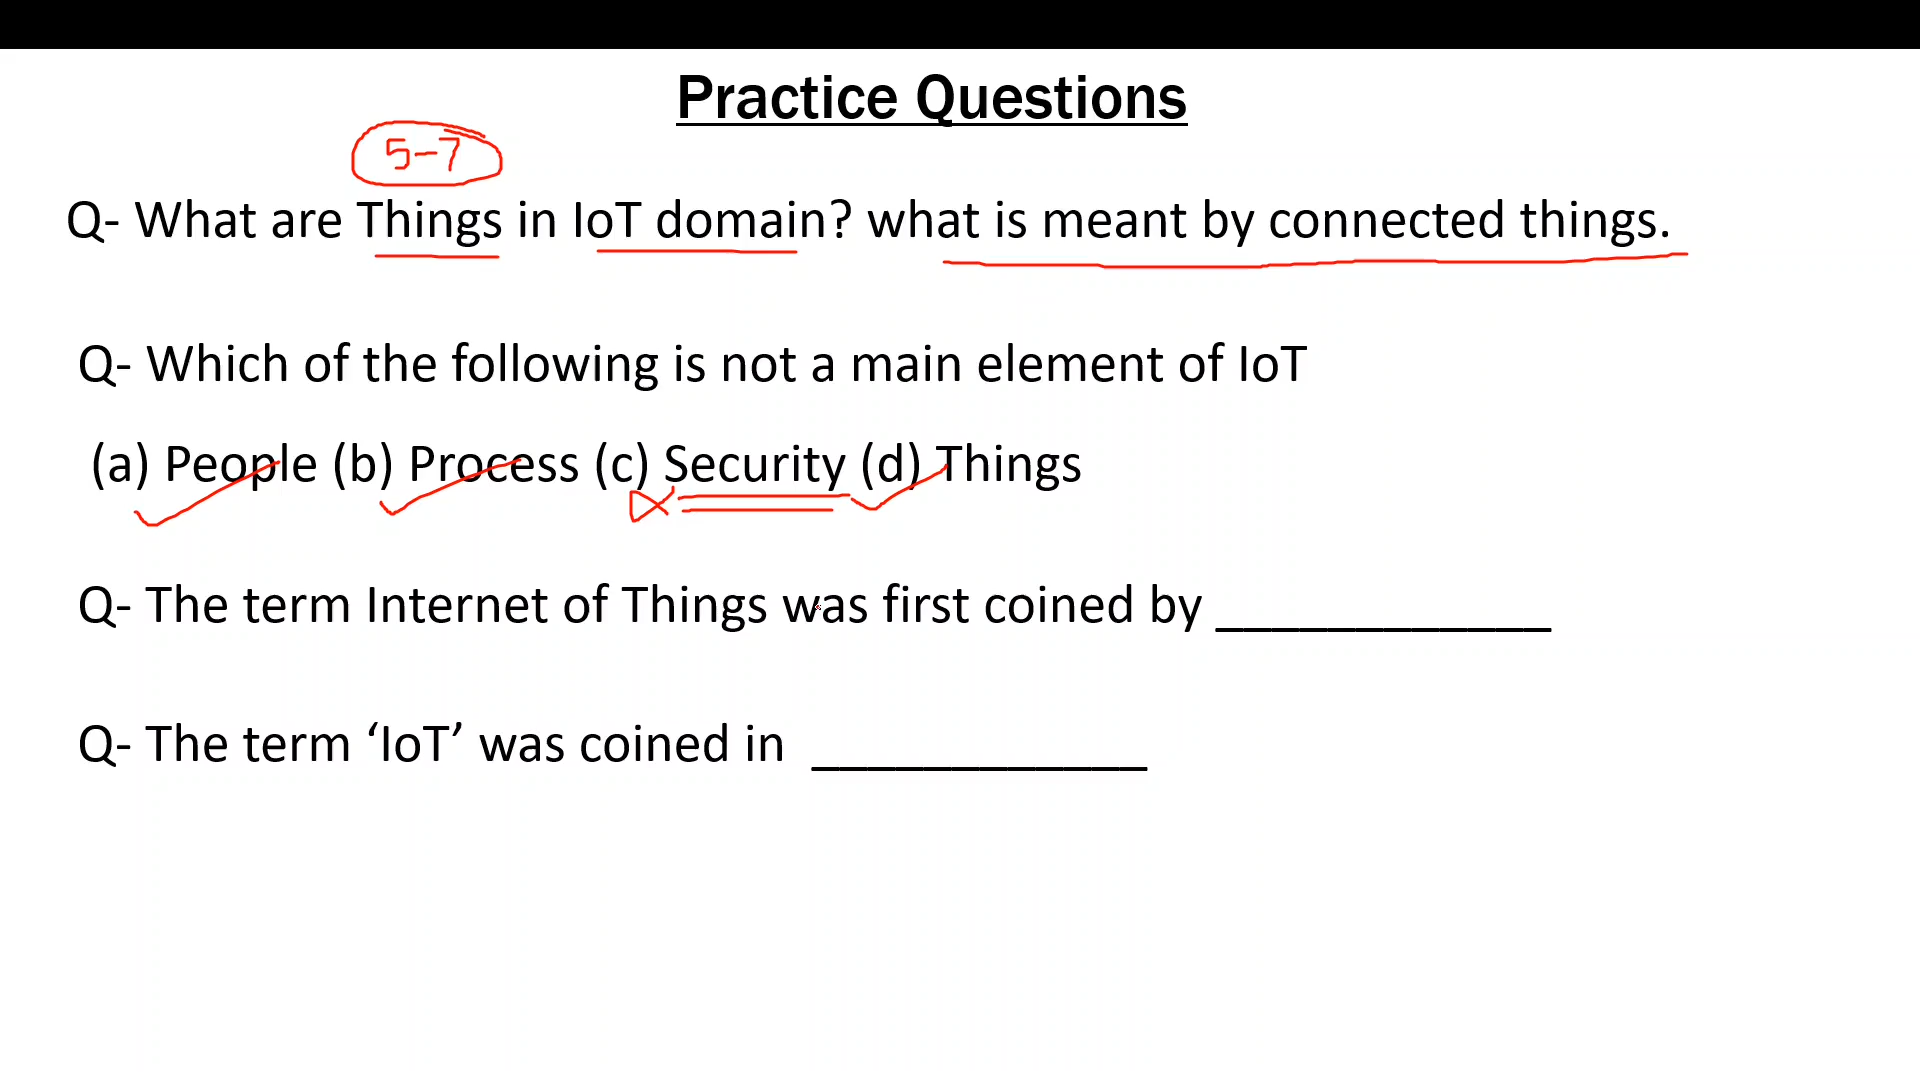 Practice Questions
5-7
Q- What are Things in IoT domain? what is meant by connected things.
Q- Which of the following is not a main element of IoT
(a) People (b) Process (c) Security (d) Things
Q- The term Internet of Things was first coined by ____________
Q- The term ‘IoT’ was coined in ____________